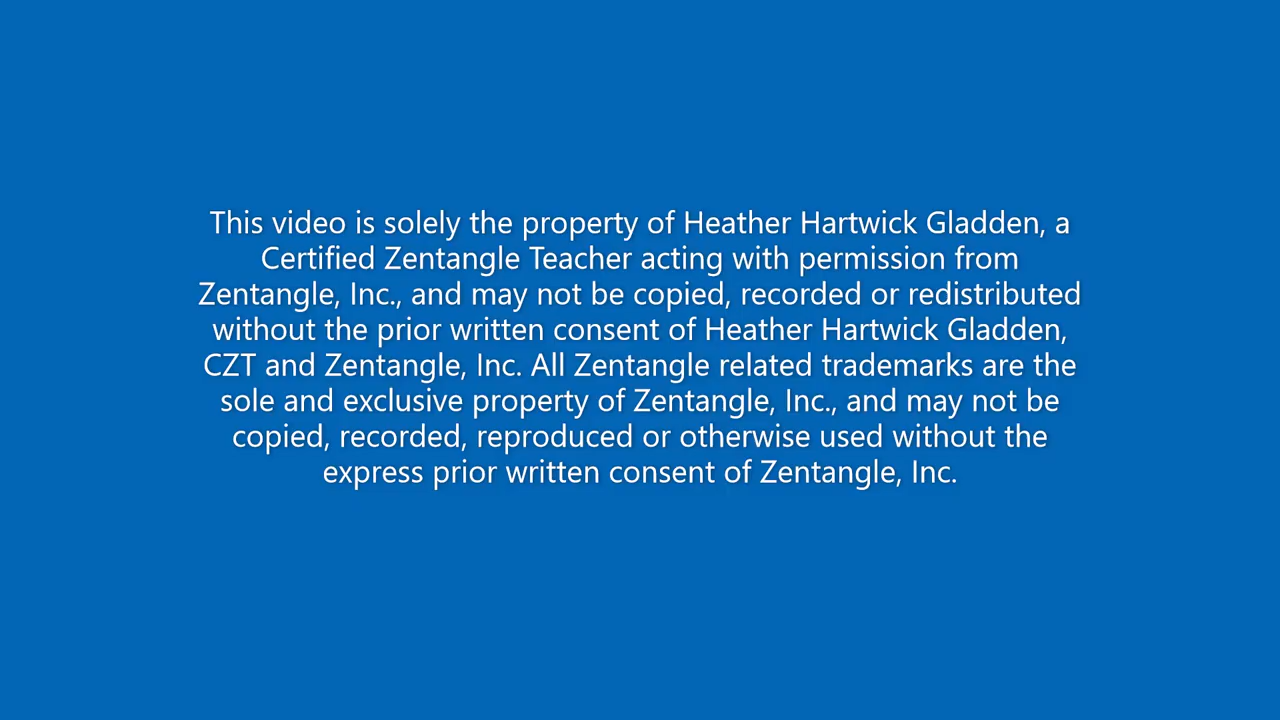 This video is solely the property of Heather Hartwick Gladden, a
Certified Zentangle Teacher acting with permission from
Zentangle, Inc., and may not be copied, recorded or redistributed
without the prior written consent of Heather Hartwick Gladden,
CZT and Zentangle, Inc. All Zentangle related trademarks are the
sole and exclusive property of Zentangle, Inc., and may not be
copied, recorded, reproduced or otherwise used without the
express prior written consent of Zentangle, Inc.